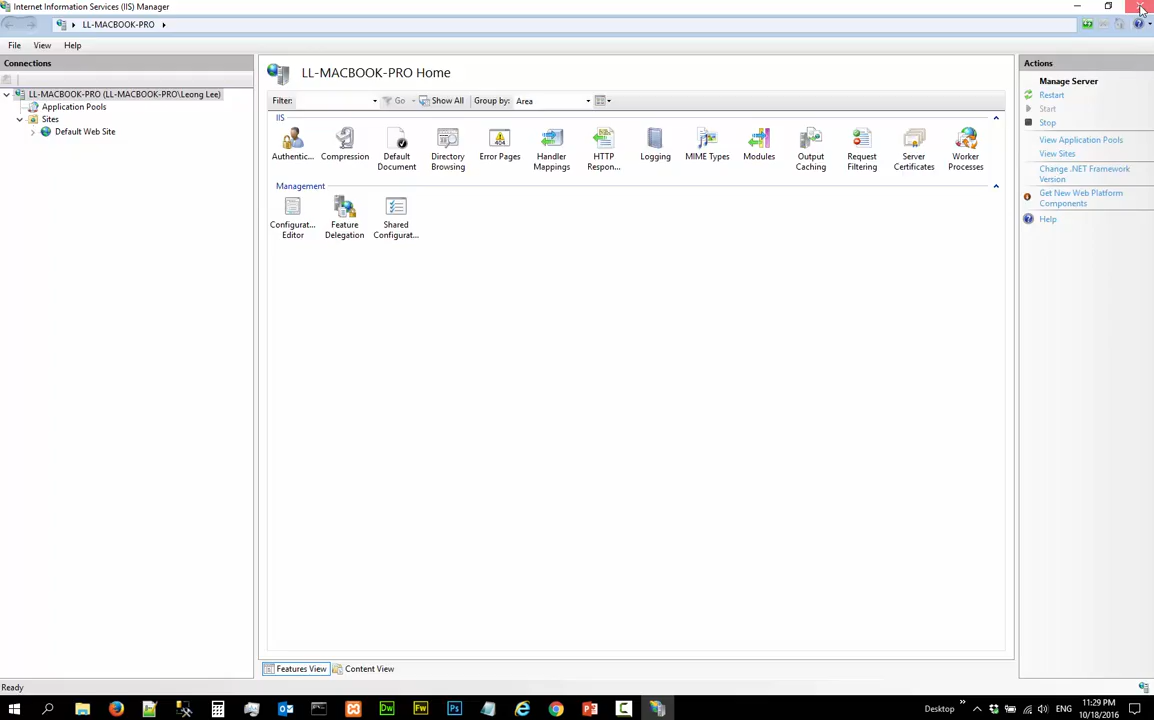 Internet Information Services (IIS) Manager
LL-MACBOOK-PRO
File View Help
Connections
LL-MACBOOK-PRO (LL-MACBOOK-PRO\Leong Lee)
Application Pools
Sites
Default Web Site
LL-MACBOOK-PRO Home
Filter: Go Show All Group by: Area
IIS
Authentic... Compression Default Document Directory Browsing Error Pages Handler Mappings HTTP Respon... Logging MIME Types Modules Output Caching Request Filtering Server Certificates Worker Processes
Management
Configurat... Editor Feature Delegation Shared Configurat...
Features View Content View
Actions
Manage Server
Restart
Start
Stop
View Application Pools
View Sites
Change .NET Framework
Version
Get New Web Platform
Components
Help
Ready
Desktop ENG 11:29 PM
10/18/2016